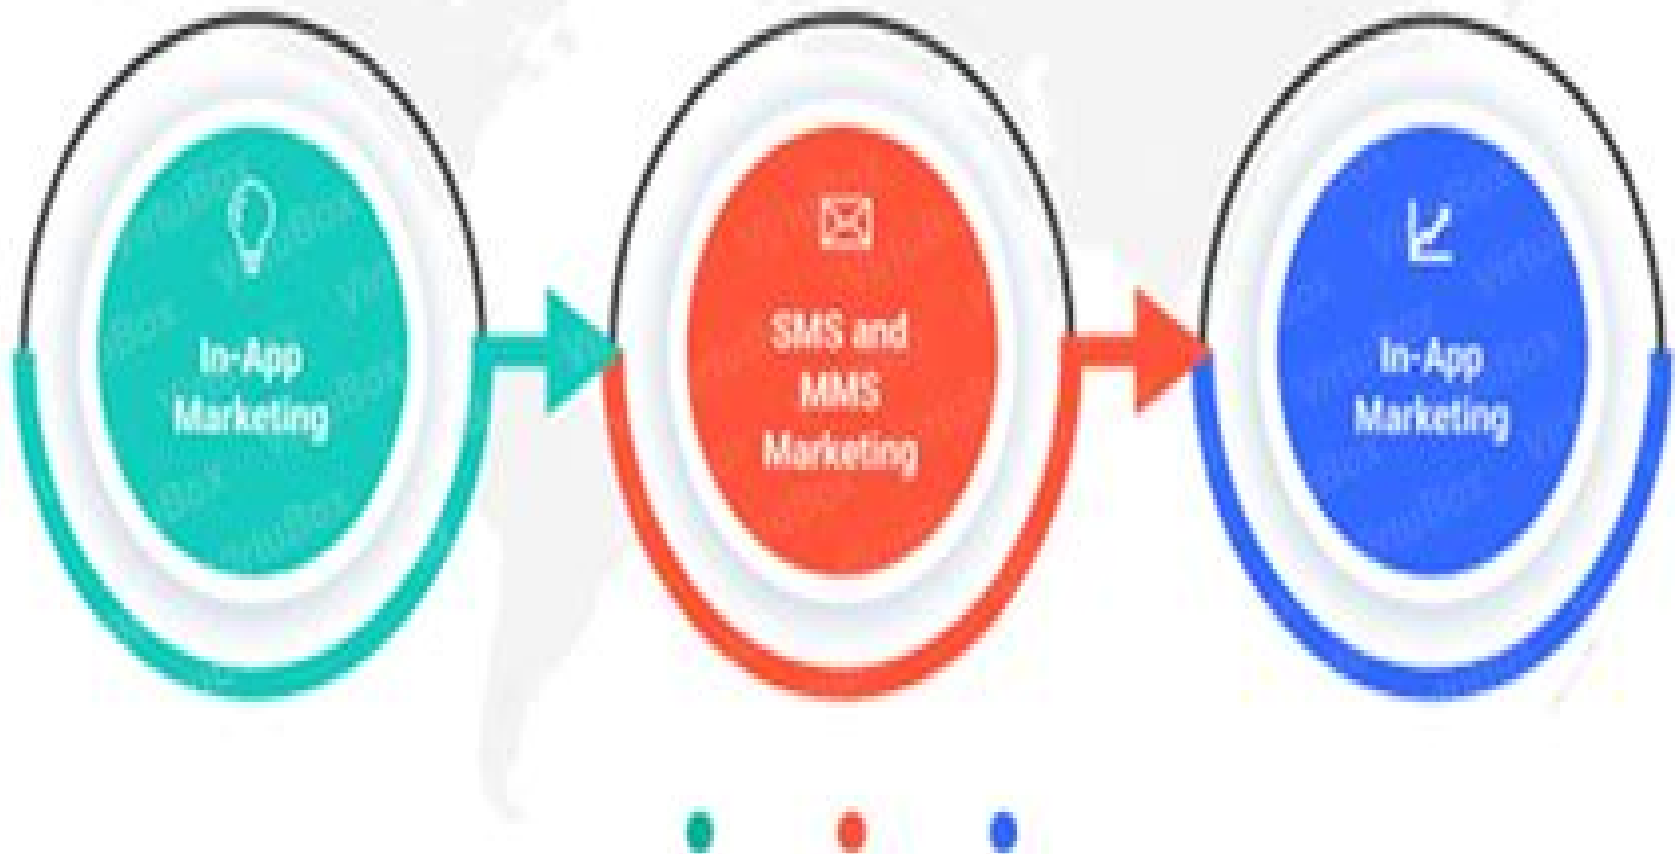 In-App
Marketing
SMS and
MMS
Marketing
In-App
Marketing